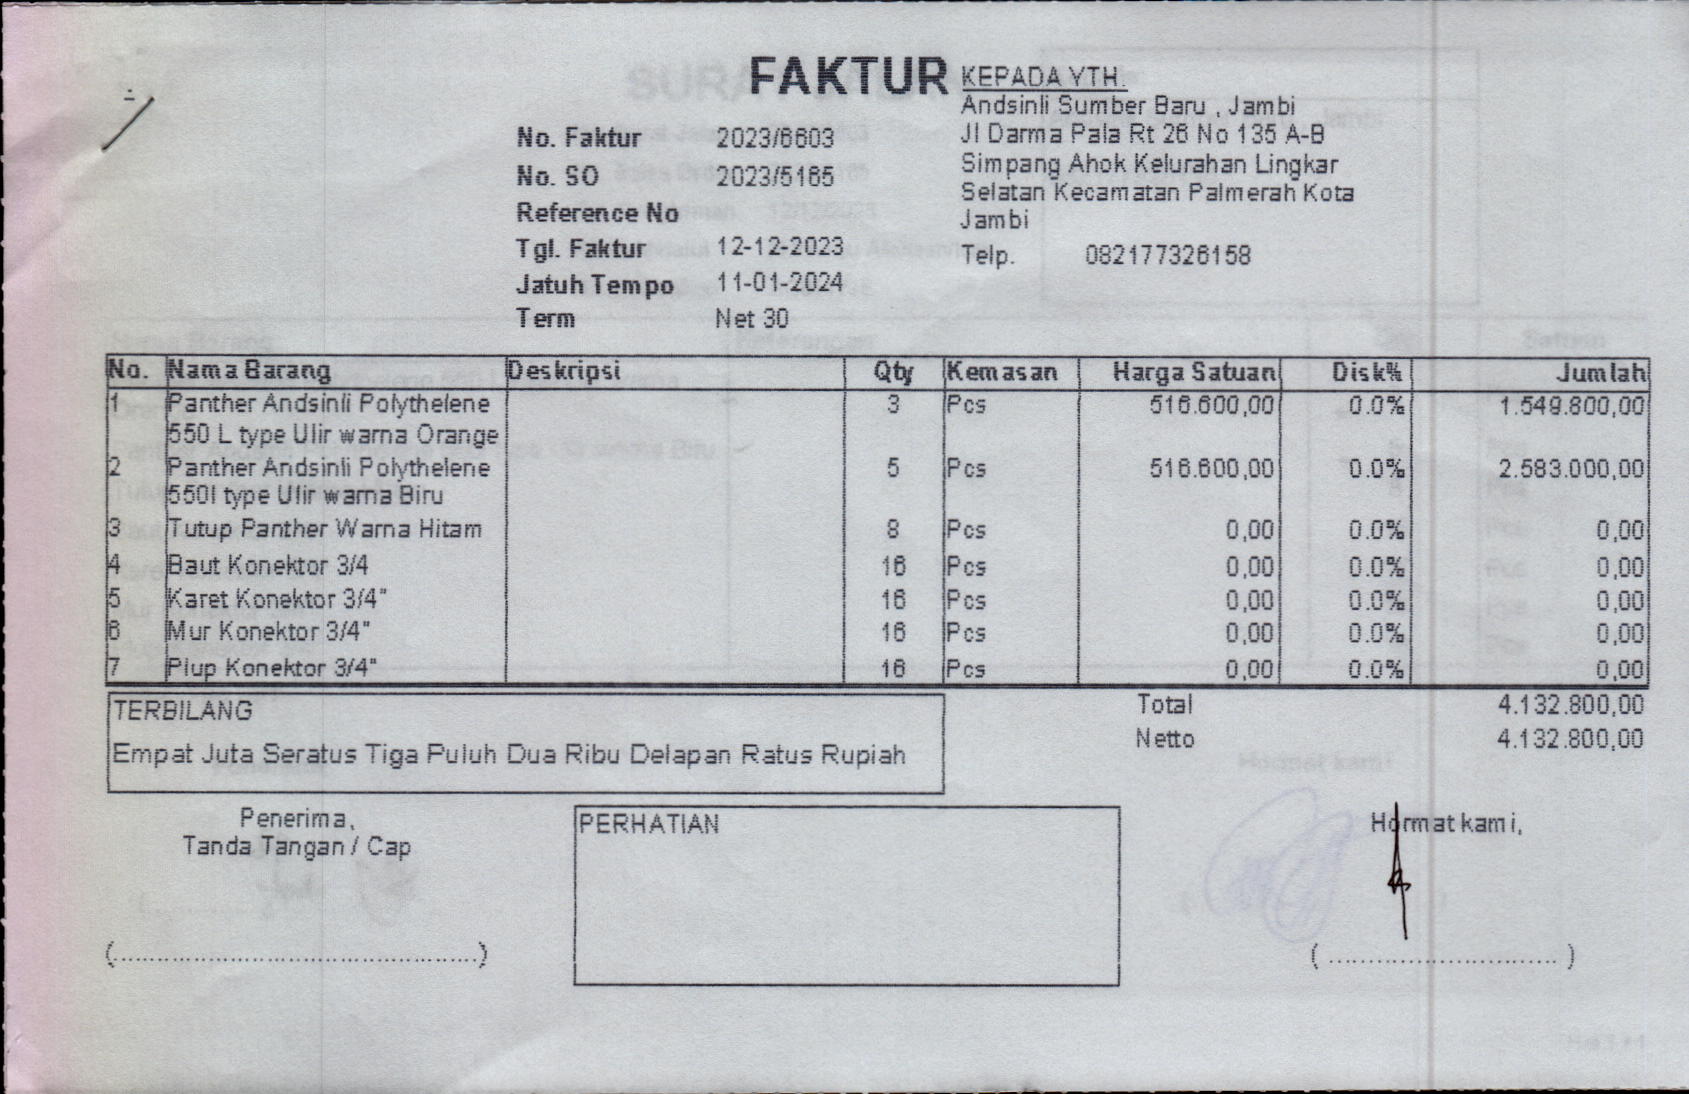 FAKTUR
KEPADA YTH.
Andsinli Sumber Baru , Jambi
Jl Darma Pala Rt 26 No 135 A-B
Simpang Ahok Kelurahan Lingkar
Selatan Kecamatan Palmerah Kota
Jambi
Telp. 082177326158
No. Faktur 2023/6603
No. SO 2023/5165
Reference No
Tgl. Faktur 12-12-2023
Jatuh Tempo 11-01-2024
Term Net 30
No. Nama Barang Deskripsi Qty Kemasan Harga Satuan Disk% Jumlah
1 Panther Andsinli Polythelene 3 Pcs 516.600,00 0.0% 1.549.800,00
550 L type Ulir warna Orange
2 Panther Andsinli Polythelene 5 Pcs 516.600,00 0.0% 2.583.000,00
550l type Ulir warna Biru
3 Tutup Panther Warna Hitam 8 Pcs 0,00 0.0% 0,00
4 Baut Konektor 3/4 16 Pcs 0,00 0.0% 0,00
5 Karet Konektor 3/4" 16 Pcs 0,00 0.0% 0,00
6 Mur Konektor 3/4" 16 Pcs 0,00 0.0% 0,00
7 Plup Konektor 3/4" 16 Pcs 0,00 0.0% 0,00
TERBILANG
Empat Juta Seratus Tiga Puluh Dua Ribu Delapan Ratus Rupiah
Total 4.132.800,00
Netto 4.132.800,00
Penerima,
Tanda Tangan / Cap
(...............................................)
PERHATIAN
Hormat kami,
( ............................. )